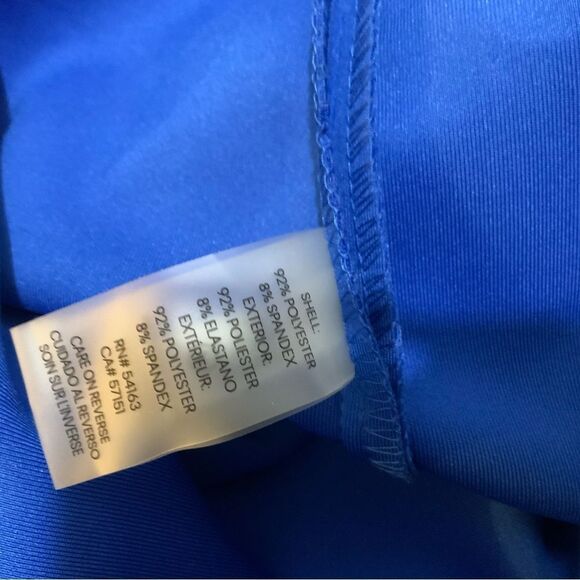 SHELL:
92% POLYESTER
8% SPANDEX
EXTERIOR:
92% POLIESTER
8% ELASTANO
EXTÉRIEUR:
92% POLYESTER
8% SPANDEX
RN# 54163
CA# 57151
CARE ON REVERSE
CUIDADO AL REVERSO
SOIN SUR L'INVERSE